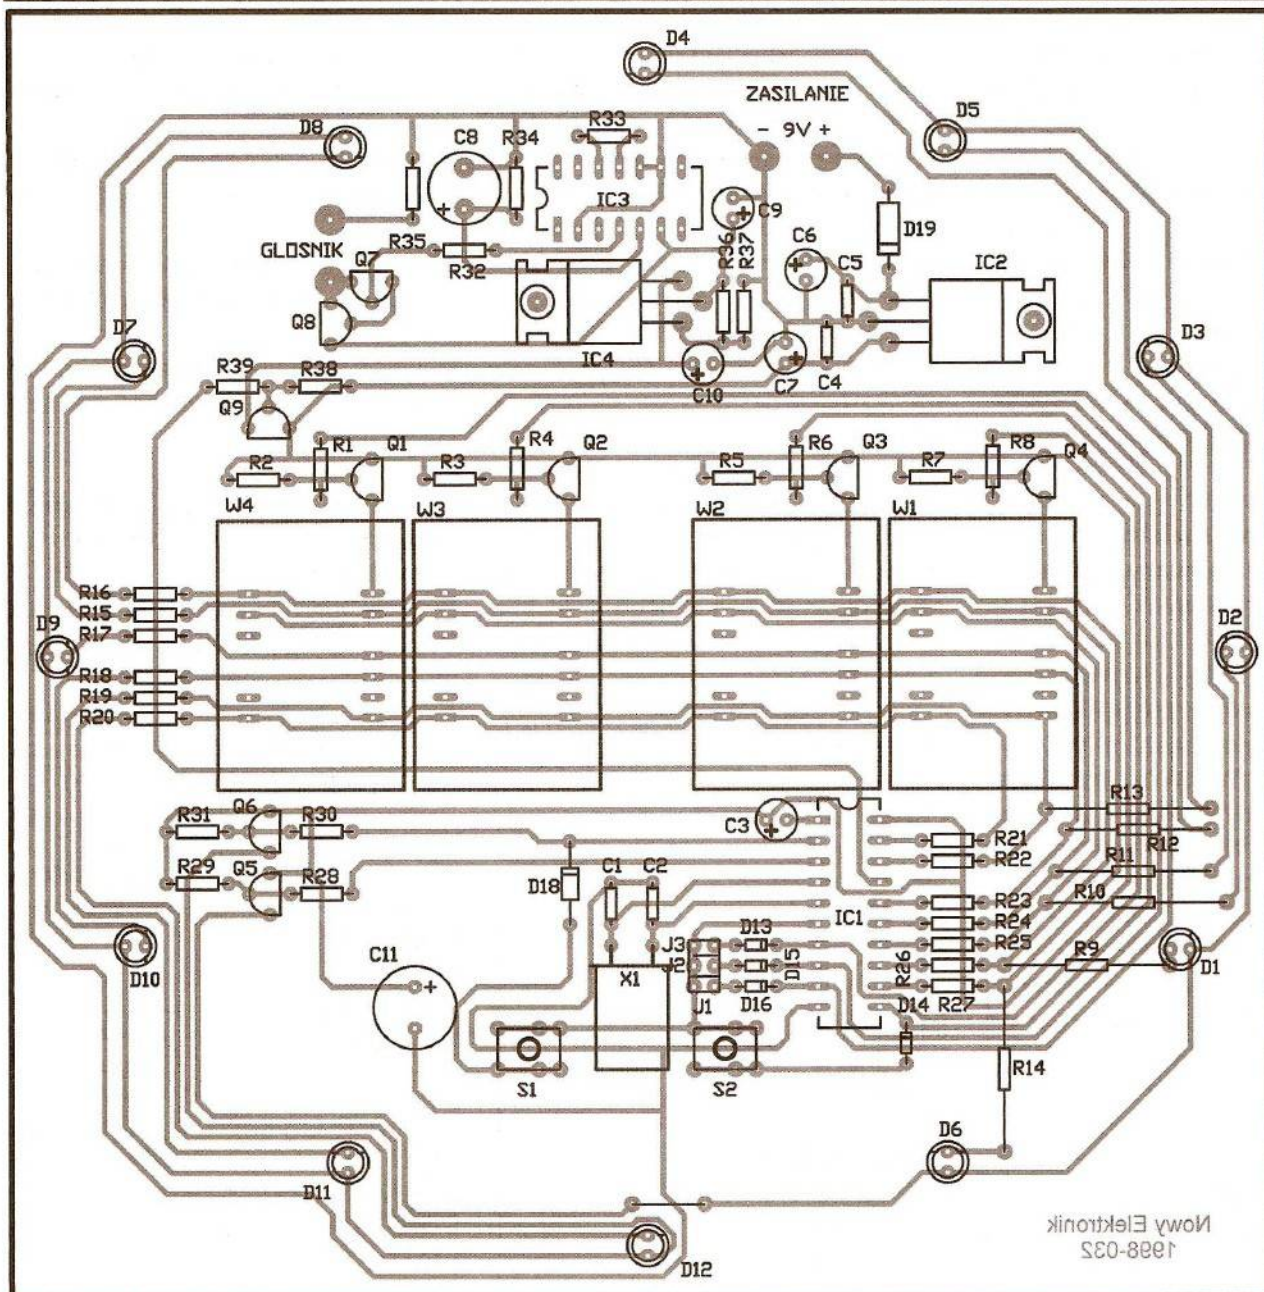 D4
ZASILANIE
D5
D8
C8
R34
R33
- 9V +
IC3
C9
D19
GLOSNIK
R35
R32
R36
R37
C6
C5
IC2
Q7
Q8
D7
D3
IC4
C10
C7
C4
R39
R38
Q9
R1
Q1
R4
Q2
R6
Q3
R8
Q4
R2
R3
R5
R7
W4
W3
W2
W1
R16
R15
R17
D9
D2
R18
R19
R20
R13
R31
Q6
R30
C3
R12
R21
R22
R11
R29
Q5
R28
D18
C1
C2
R10
R23
IC1
R24
R25
D10
C11
+
X1
J3
J2
J1
D13
D15
D16
R26
R27
R9
D1
D14
R14
S1
S2
D6
D11
D12
Nowy Elektronik
1998-032